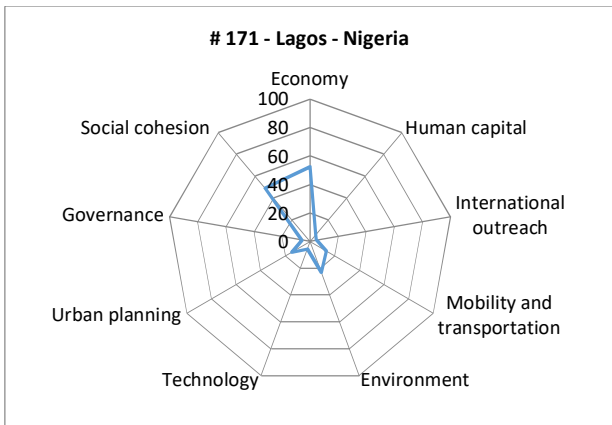 # 171 - Lagos - Nigeria
Economy
100
Social cohesion
80
Human capital
60
40
International
outreach
Governance
20
0
Mobility and
transportation
Urban planning
Technology
Environment